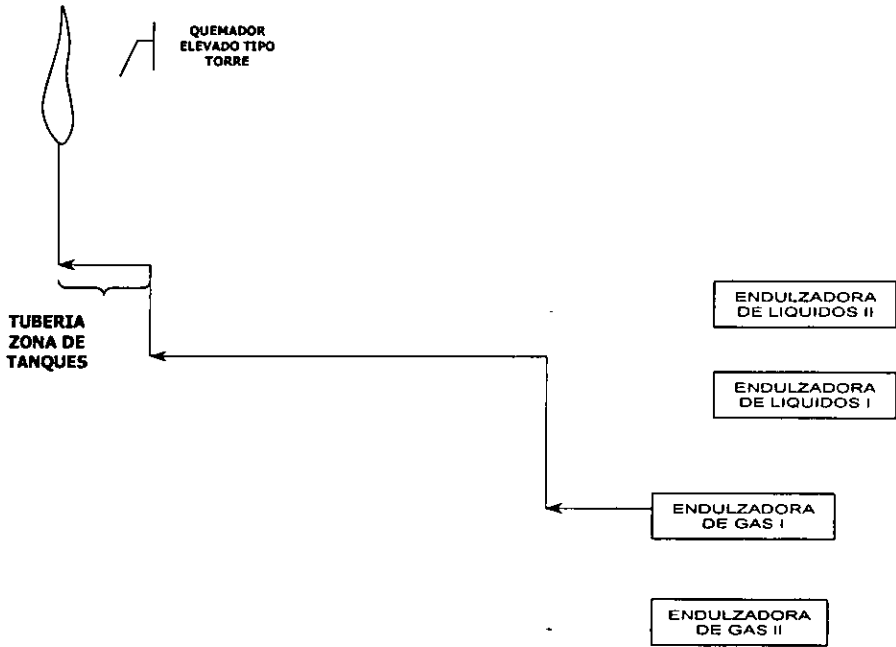 QUEMADOR
ELEVADO TIPO
TORRE
TUBERIA
ZONA DE
TANQUES
ENDULZADORA
DE LIQUIDOS II
ENDULZADORA
DE LIQUIDOS I
ENDULZADORA
DE GAS I
ENDULZADORA
DE GAS II